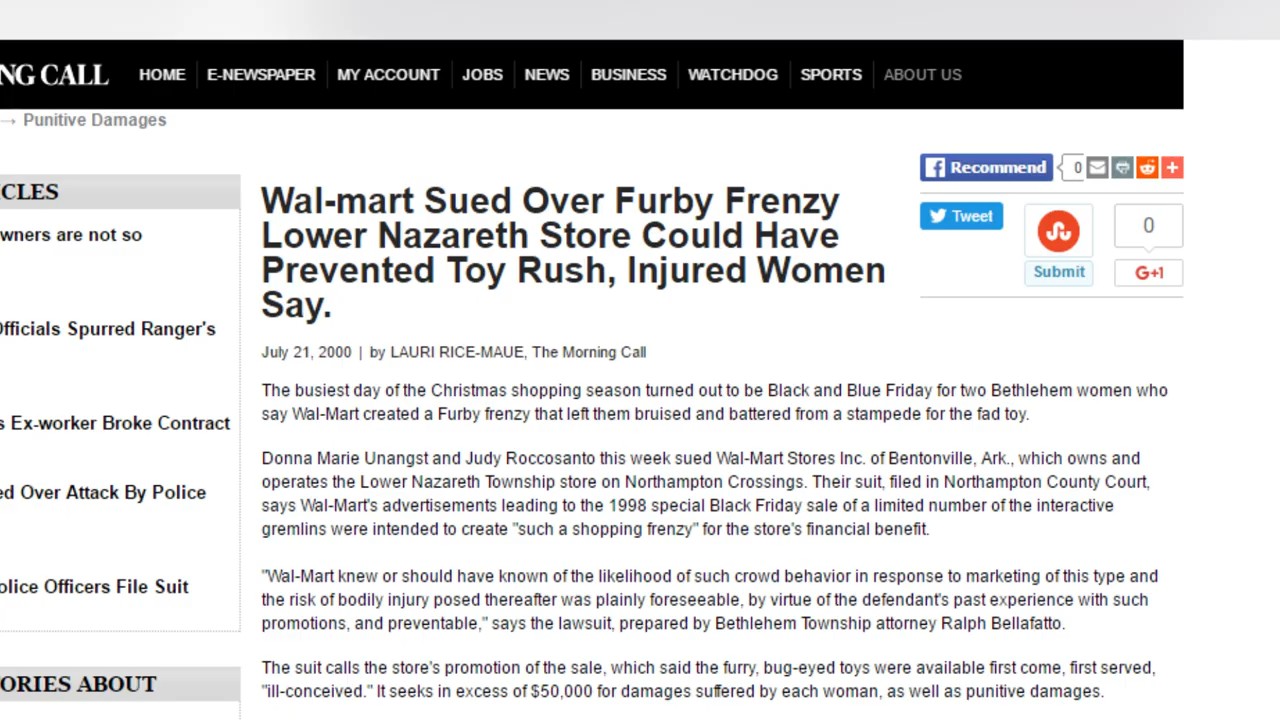 NG CALL HOME E-NEWSPAPER MY ACCOUNT JOBS NEWS BUSINESS WATCHDOG SPORTS ABOUT US
→ Punitive Damages
Recommend 0
Tweet
0
Submit
G+1
ICLES
wners are not so
Officials Spurred Ranger's
s Ex-worker Broke Contract
ed Over Attack By Police
olice Officers File Suit
ORIES ABOUT
Wal-mart Sued Over Furby Frenzy
Lower Nazareth Store Could Have
Prevented Toy Rush, Injured Women
Say.
July 21, 2000 | by LAURI RICE-MAUE, The Morning Call
The busiest day of the Christmas shopping season turned out to be Black and Blue Friday for two Bethlehem women who
say Wal-Mart created a Furby frenzy that left them bruised and battered from a stampede for the fad toy.
Donna Marie Unangst and Judy Roccosanto this week sued Wal-Mart Stores Inc. of Bentonville, Ark., which owns and
operates the Lower Nazareth Township store on Northampton Crossings. Their suit, filed in Northampton County Court,
says Wal-Mart's advertisements leading to the 1998 special Black Friday sale of a limited number of the interactive
gremlins were intended to create "such a shopping frenzy" for the store's financial benefit.
"Wal-Mart knew or should have known of the likelihood of such crowd behavior in response to marketing of this type and
the risk of bodily injury posed thereafter was plainly foreseeable, by virtue of the defendant's past experience with such
promotions, and preventable," says the lawsuit, prepared by Bethlehem Township attorney Ralph Bellafatto.
The suit calls the store's promotion of the sale, which said the furry, bug-eyed toys were available first come, first served,
"ill-conceived." It seeks in excess of $50,000 for damages suffered by each woman, as well as punitive damages.